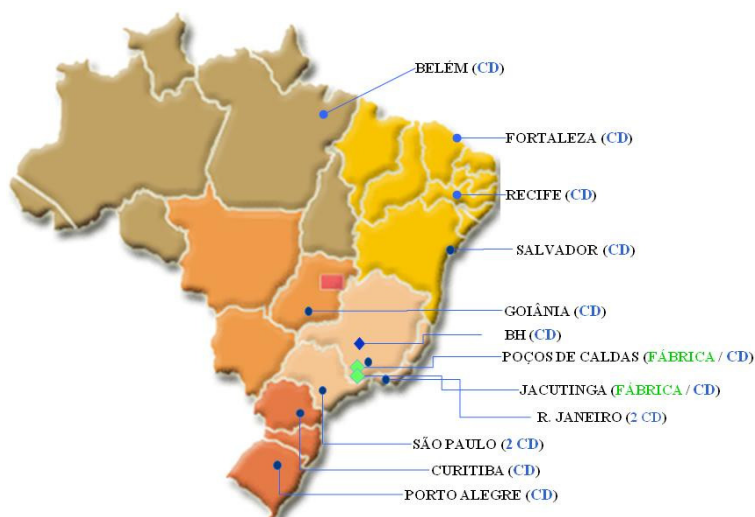 BELÉM (CD)
FORTALEZA (CD)
RECIFE (CD)
SALVADOR (CD)
GOIÂNIA (CD)
BH (CD)
POÇOS DE CALDAS (FÁBRICA / CD)
JACUTINGA (FÁBRICA / CD)
R. JANEIRO (2 CD)
SÃO PAULO (2 CD)
CURITIBA (CD)
PORTO ALEGRE (CD)